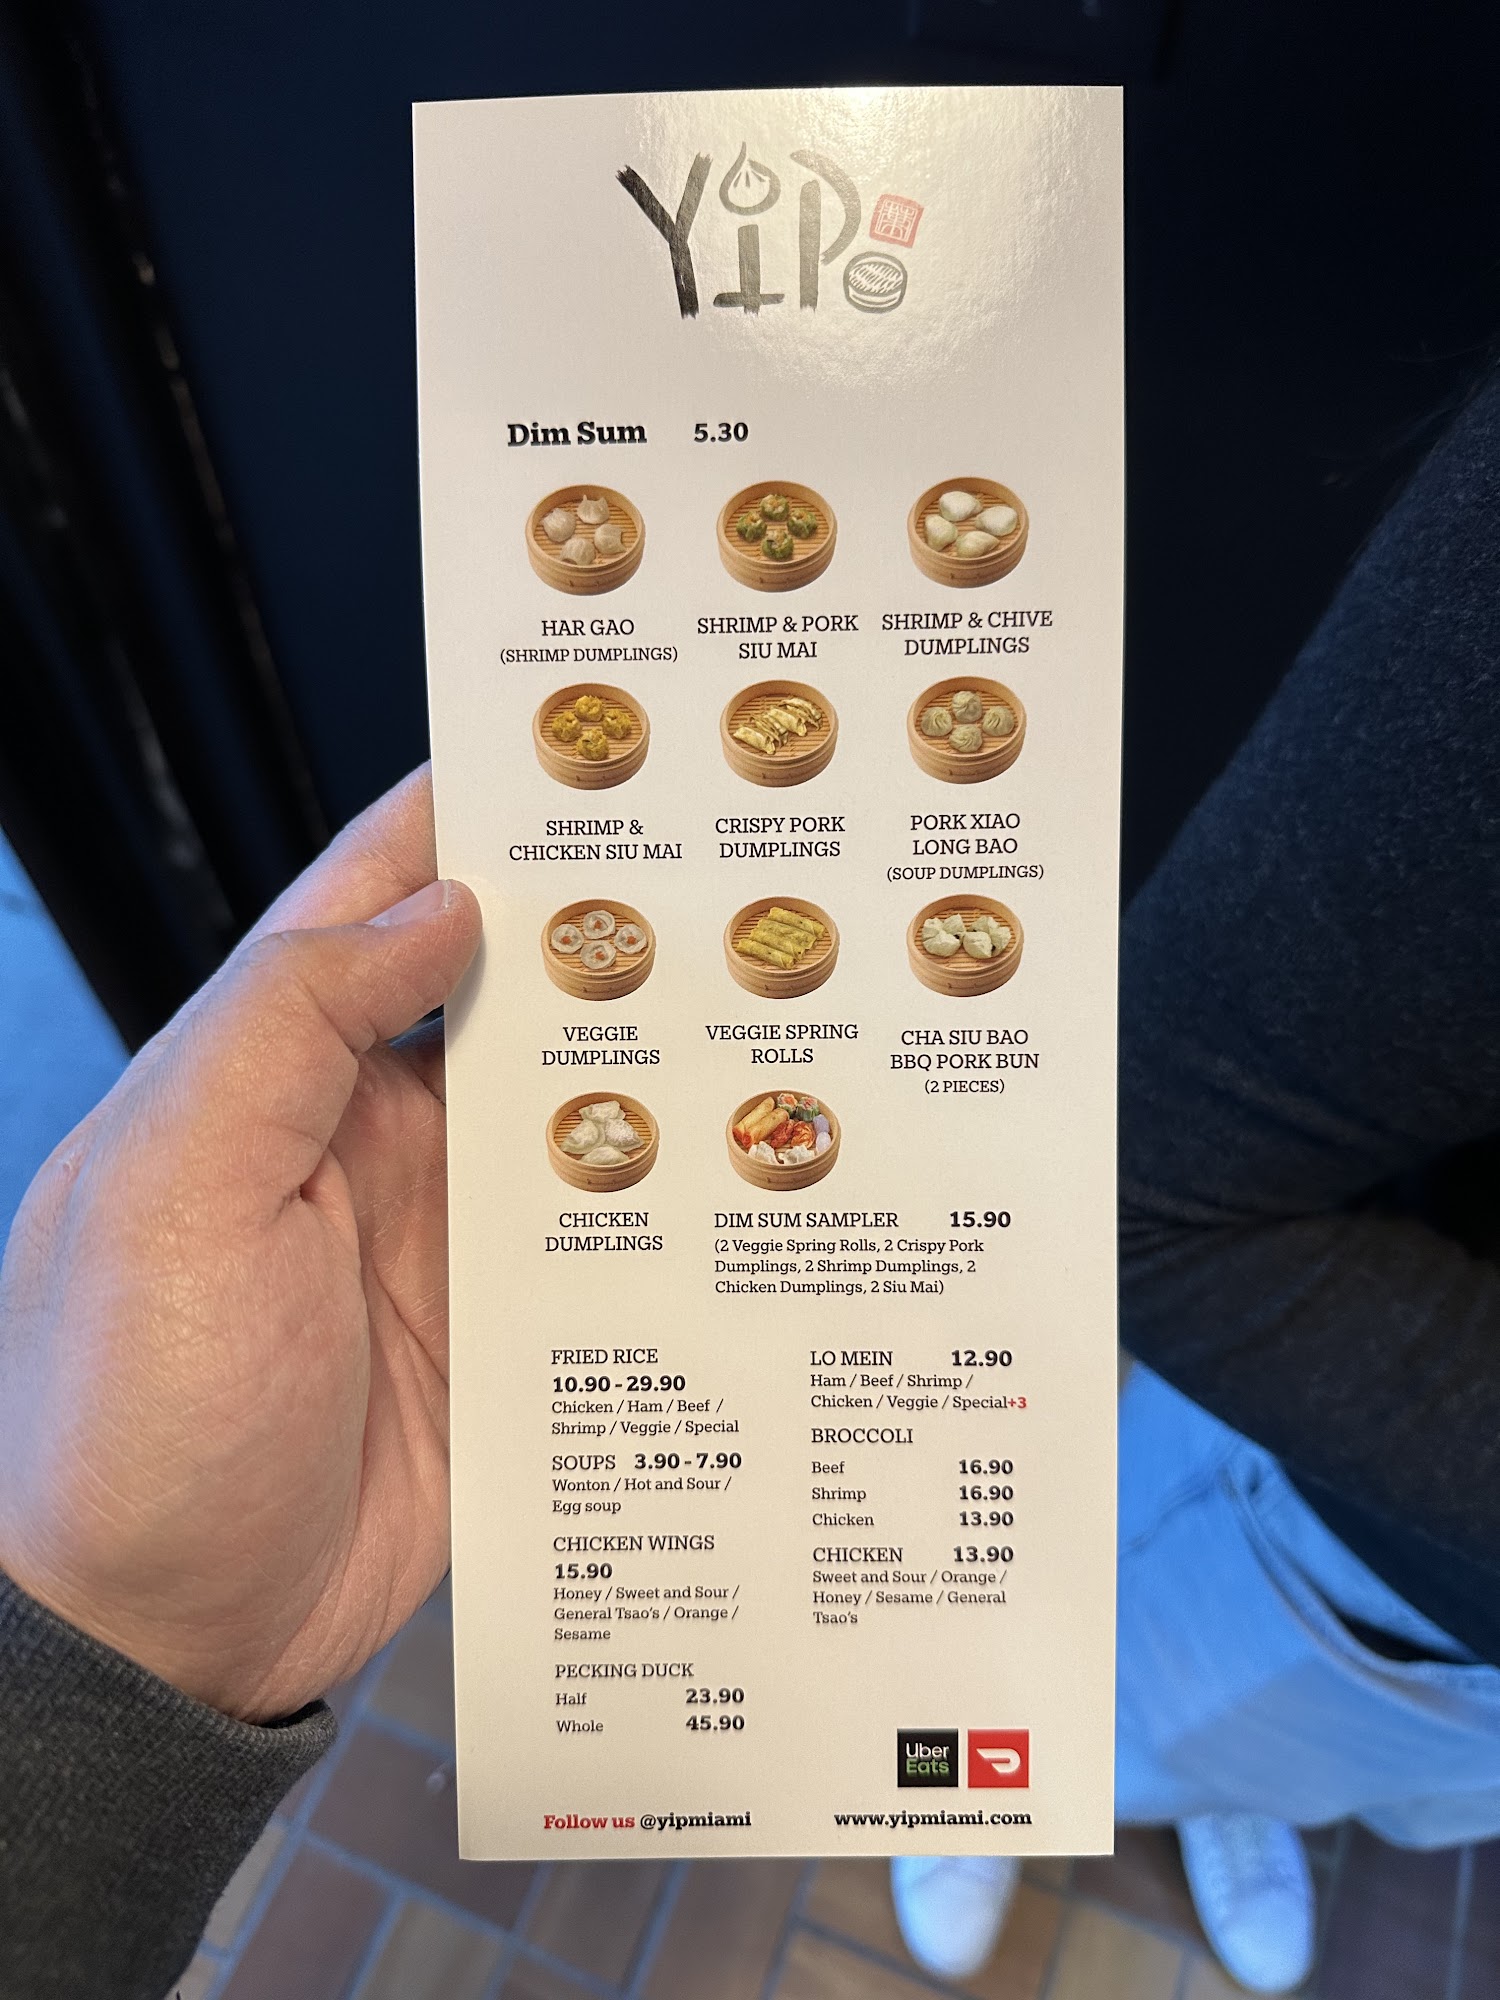 YiP
Dim Sum 5.30
HAR GAO
(SHRIMP DUMPLINGS)
SHRIMP & PORK
SIU MAI
SHRIMP & CHIVE
DUMPLINGS
SHRIMP &
CHICKEN SIU MAI
CRISPY PORK
DUMPLINGS
PORK XIAO
LONG BAO
(SOUP DUMPLINGS)
VEGGIE
DUMPLINGS
VEGGIE SPRING
ROLLS
CHA SIU BAO
BBQ PORK BUN
(2 PIECES)
CHICKEN
DUMPLINGS
DIM SUM SAMPLER 15.90
(2 Veggie Spring Rolls, 2 Crispy Pork
Dumplings, 2 Shrimp Dumplings, 2
Chicken Dumplings, 2 Siu Mai)
FRIED RICE
10.90 - 29.90
Chicken / Ham / Beef /
Shrimp / Veggie / Special
SOUPS 3.90 - 7.90
Wonton / Hot and Sour /
Egg soup
CHICKEN WINGS
15.90
Honey / Sweet and Sour /
General Tsao's / Orange /
Sesame
PECKING DUCK
Half 23.90
Whole 45.90
LO MEIN 12.90
Ham / Beef / Shrimp /
Chicken / Veggie / Special+3
BROCCOLI
Beef 16.90
Shrimp 16.90
Chicken 13.90
CHICKEN 13.90
Sweet and Sour / Orange /
Honey / Sesame / General
Tsao's
Uber
Eats
Follow us @yipmiami
www.yipmiami.com